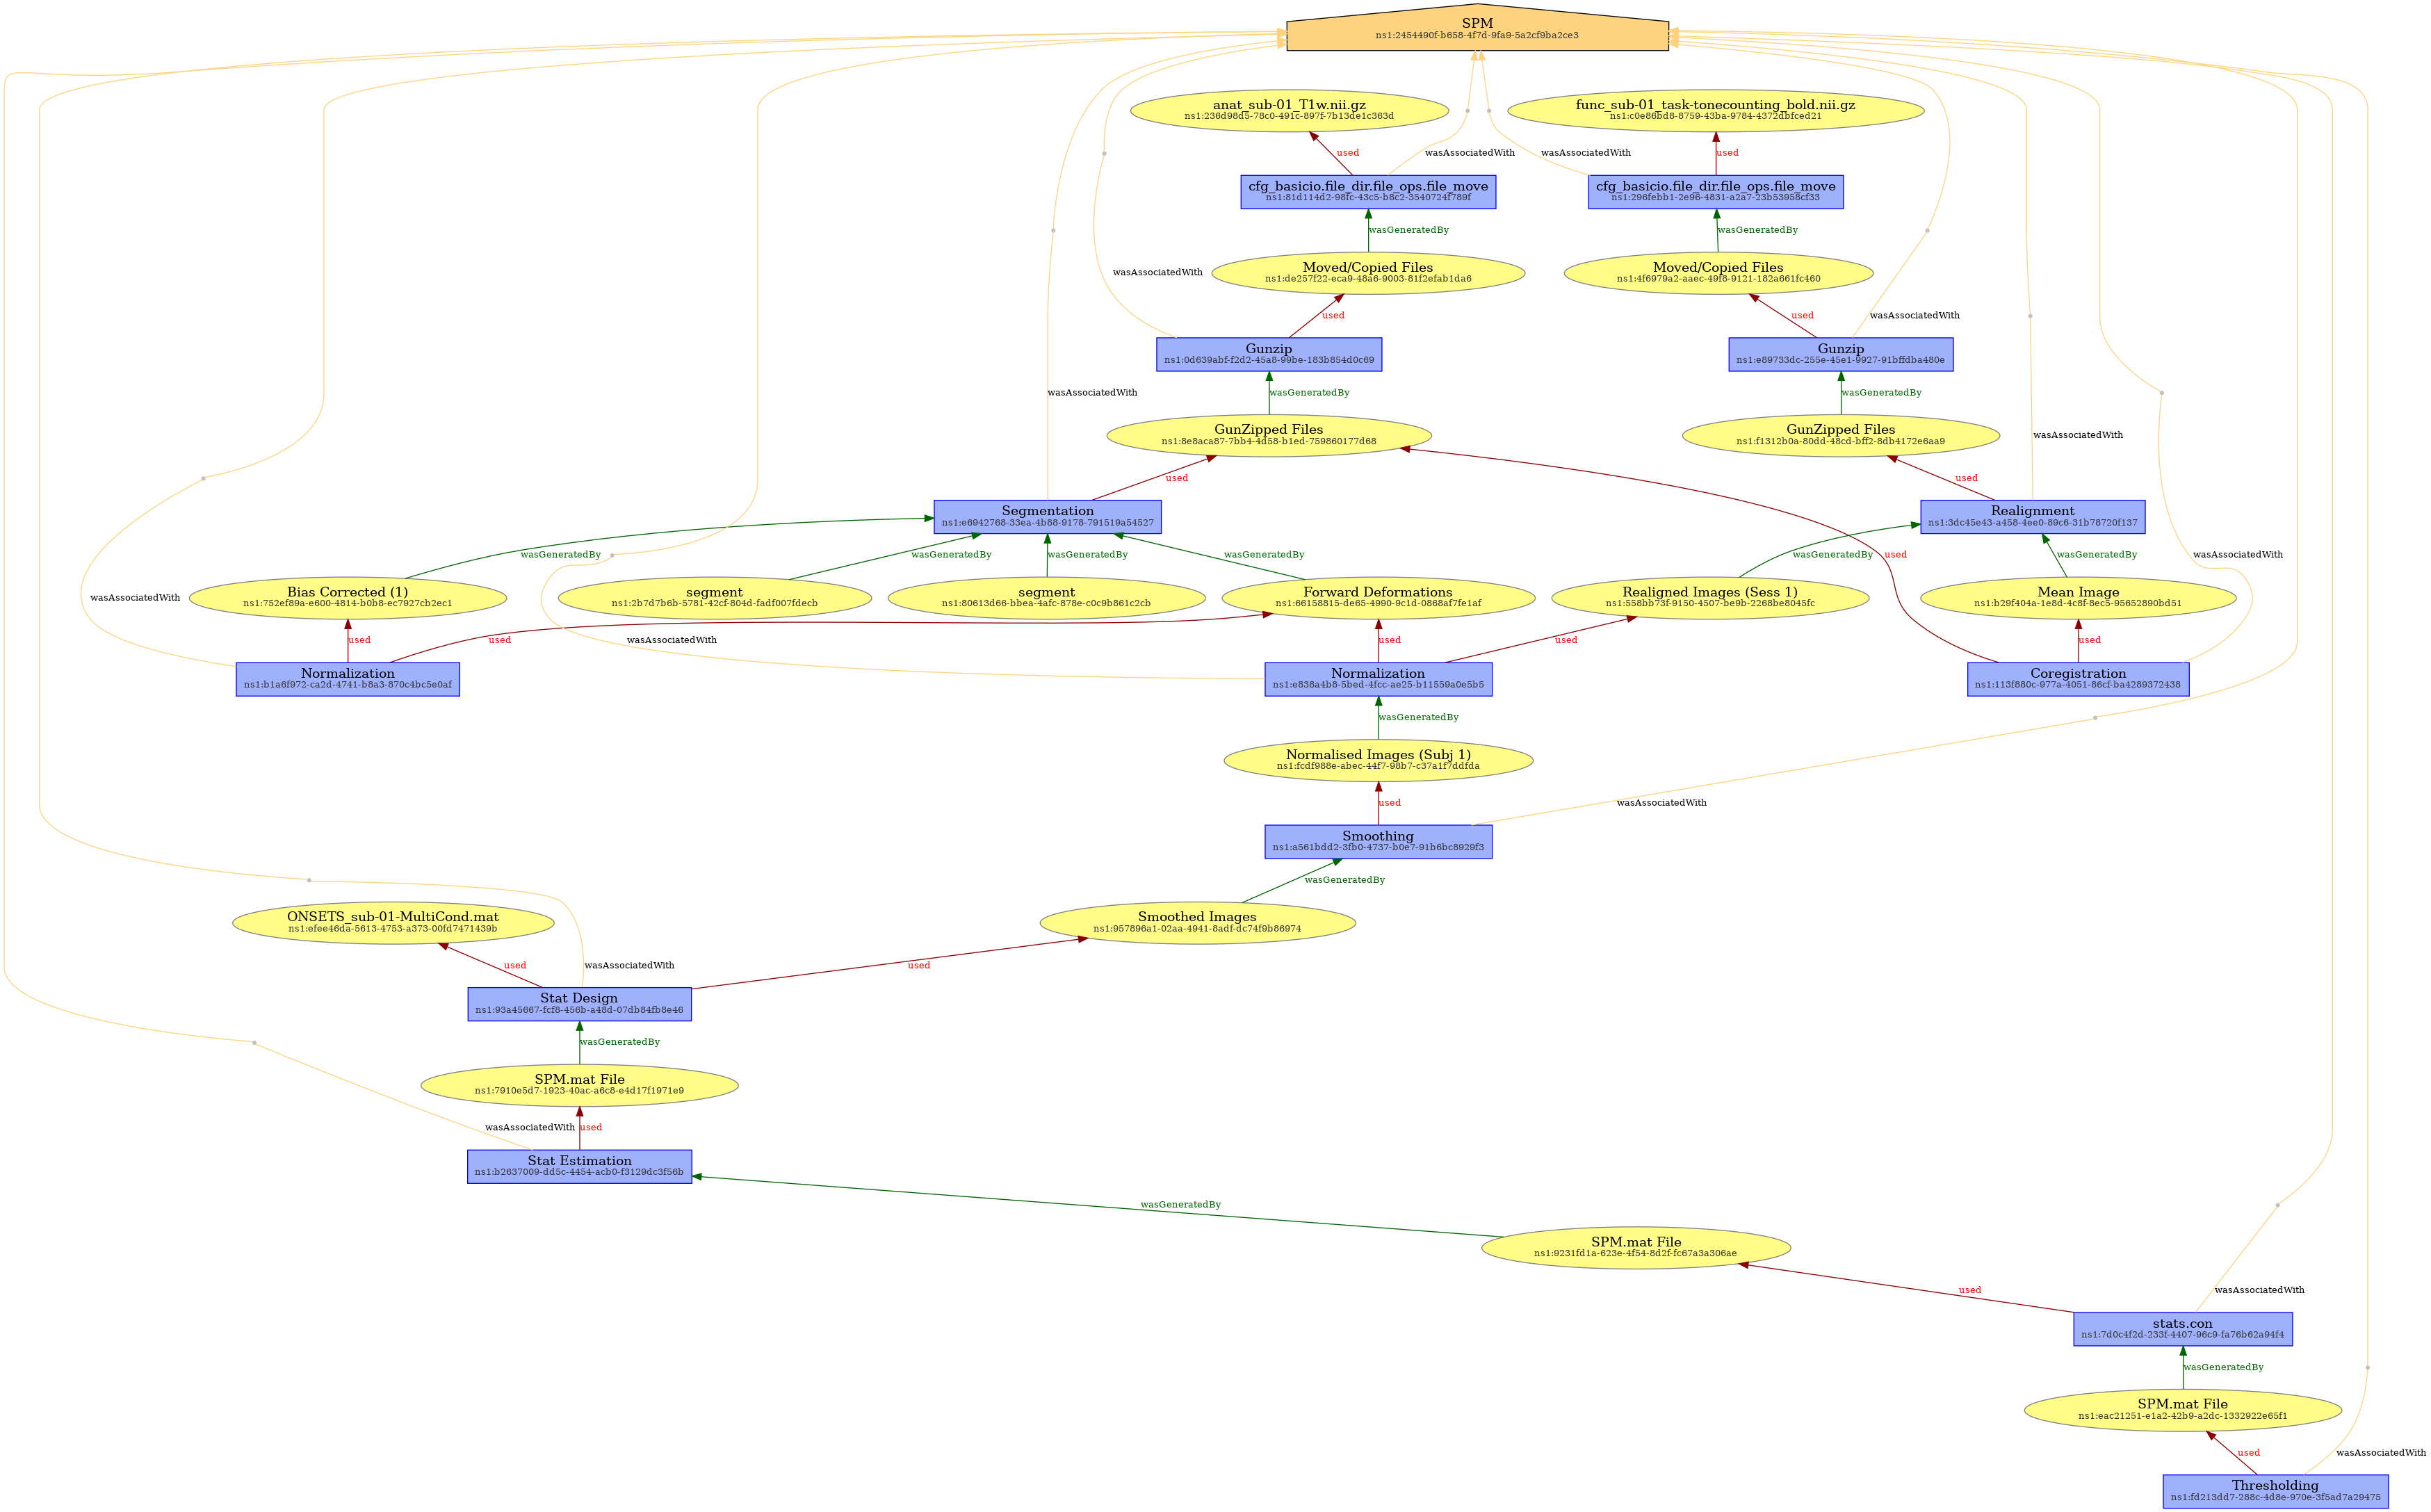 SPM
ns1:2454490f-b658-4f7d-9fa9-5a2cf9ba2ce3
anat_sub-01_T1w.nii.gz
ns1:236d98d5-78c0-491c-897f-7b13de1c363d
func_sub-01_task-tonecounting_bold.nii.gz
ns1:c0e86bd8-8759-43ba-9784-4372dbfced21
used
wasAssociatedWith
wasAssociatedWith
used
cfg_basicio.file_dir.file_ops.file_move
ns1:81d114d2-98fc-43c5-b8c2-3540724f789f
cfg_basicio.file_dir.file_ops.file_move
ns1:296febb1-2e96-4831-a2a7-23b53958cf33
wasGeneratedBy
wasGeneratedBy
Moved/Copied Files
ns1:de257f22-eca9-48a6-9003-81f2efab1da6
Moved/Copied Files
ns1:4f6979a2-aaec-49f8-9121-182a661fc460
wasAssociatedWith
used
used
wasAssociatedWith
Gunzip
ns1:0d639abf-f2d2-45a8-99be-183b854d0c69
Gunzip
ns1:e89733dc-255e-45e1-9927-91bffdba480e
wasAssociatedWith
wasGeneratedBy
wasGeneratedBy
GunZipped Files
ns1:8e8aca87-7bb4-4d58-b1ed-759860177d68
GunZipped Files
ns1:f1312b0a-80dd-48cd-bff2-8db4172e6aa9
wasAssociatedWith
used
used
Segmentation
ns1:e6942768-33ea-4b88-9178-791519a54527
Realignment
ns1:3dc45e43-a458-4ee0-89c6-31b78720f137
wasGeneratedBy
wasGeneratedBy
wasGeneratedBy
wasGeneratedBy
wasGeneratedBy
used
wasGeneratedBy
wasAssociatedWith
Bias Corrected (1)
ns1:752ef89a-e600-4814-b0b8-ec7927cb2ec1
segment
ns1:2b7d7b6b-5781-42cf-804d-fadf007fdecb
segment
ns1:80613d66-bbea-4afc-878e-c0c9b861c2cb
Forward Deformations
ns1:66158815-de65-4990-9c1d-0868af7fe1af
Realigned Images (Sess 1)
ns1:558bb73f-9150-4507-be9b-2268be8045fc
Mean Image
ns1:b29f404a-1e8d-4c8f-8ec5-95652890bd51
wasAssociatedWith
used
used
wasAssociatedWith
used
used
used
Normalization
ns1:b1a6f972-ca2d-4741-b8a3-870c4bc5e0af
Normalization
ns1:e838a4b8-5bed-4fcc-ae25-b11559a0e5b5
Coregistration
ns1:113f880c-977a-4051-86cf-ba4289372438
wasGeneratedBy
Normalised Images (Subj 1)
ns1:fcdf988e-abec-44f7-98b7-c37a1f7ddfda
used
wasAssociatedWith
Smoothing
ns1:a561bdd2-3fb0-4737-b0e7-91b6bc8929f3
wasGeneratedBy
ONSETS_sub-01-MultiCond.mat
ns1:efee46da-5613-4753-a373-00fd7471439b
Smoothed Images
ns1:957896a1-02aa-4941-8adf-dc74f9b86974
used
wasAssociatedWith
used
Stat Design
ns1:93a45667-fcf8-456b-a48d-07db84fb8e46
wasGeneratedBy
SPM.mat File
ns1:7910e5d7-1923-40ac-a6c8-e4d17f1971e9
wasAssociatedWith
used
Stat Estimation
ns1:b2637009-dd5c-4454-acb0-f3129dc3f56b
wasGeneratedBy
SPM.mat File
ns1:9231fd1a-623e-4f54-8d2f-fc67a3a306ae
used
wasAssociatedWith
stats.con
ns1:7d0c4f2d-233f-4407-96c9-fa76b62a94f4
wasGeneratedBy
SPM.mat File
ns1:eac21251-e1a2-42b9-a2dc-1332922e65f1
used
wasAssociatedWith
Thresholding
ns1:fd213dd7-288c-4d8e-970e-3f5ad7a29475